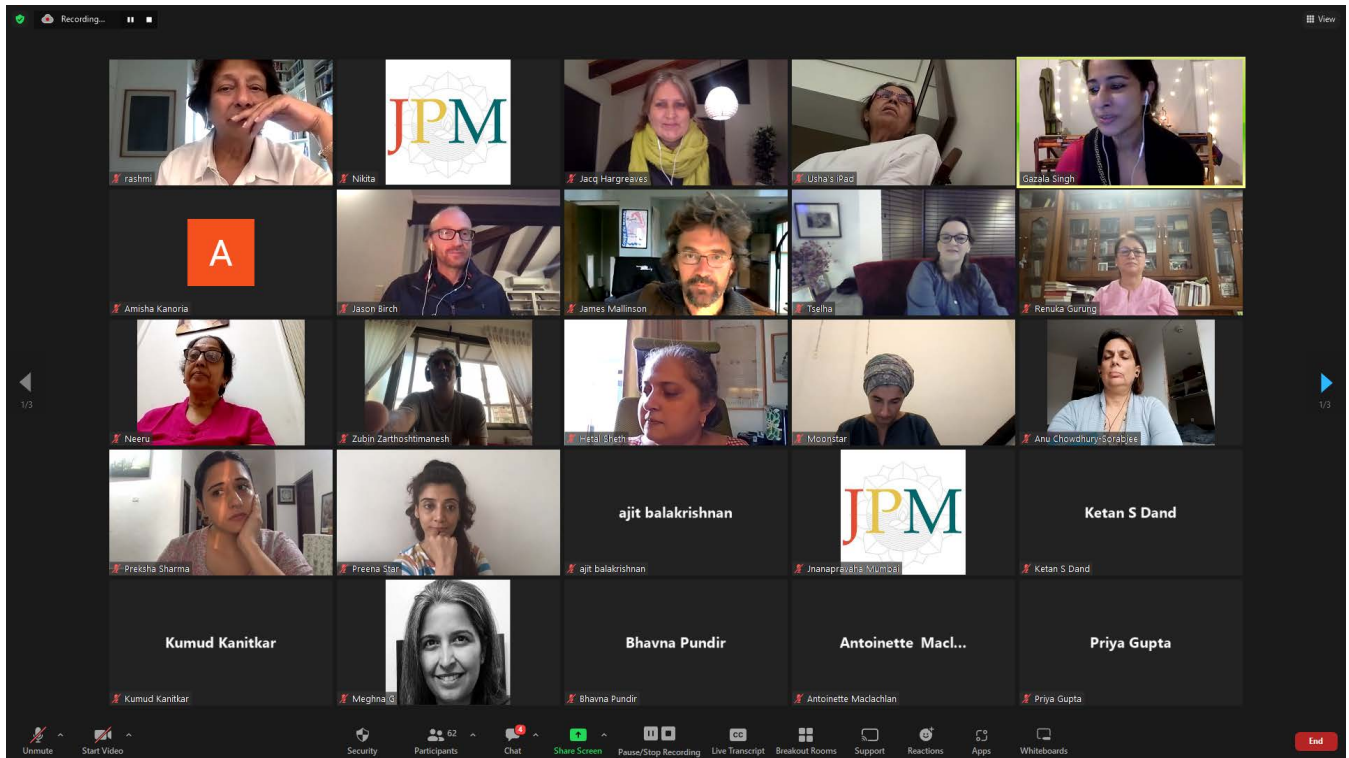 Recording...
View
rashmi
JPM
Nikita
Jacq Hargreaves
Usha's iPad
Gazala Singh
A
Amisha Kanoria
Jason Birch
James Mallinson
Tselha
Renuka Gurung
1/3
1/3
Neeru
Zubin Zarthoshtimanesh
Hetal Sheth
Moonstar
Anu Chowdhury-Sorabjee
Preksha Sharma
Preena Star
ajit balakrishnan
ajit balakrishnan
JPM
Jnanapravaha Mumbai
Ketan S Dand
Ketan S Dand
Kumud Kanitkar
Kumud Kanitkar
Meghna G
Bhavna Pundir
Bhavna Pundir
Antoinette Macl...
Antoinette Maclachlan
Priya Gupta
Priya Gupta
Unmute
Start Video
Security
62
Participants
4
Chat
Share Screen
Pause/Stop Recording
CC
Live Transcript
Breakout Rooms
Support
Reactions
Apps
Whiteboards
End